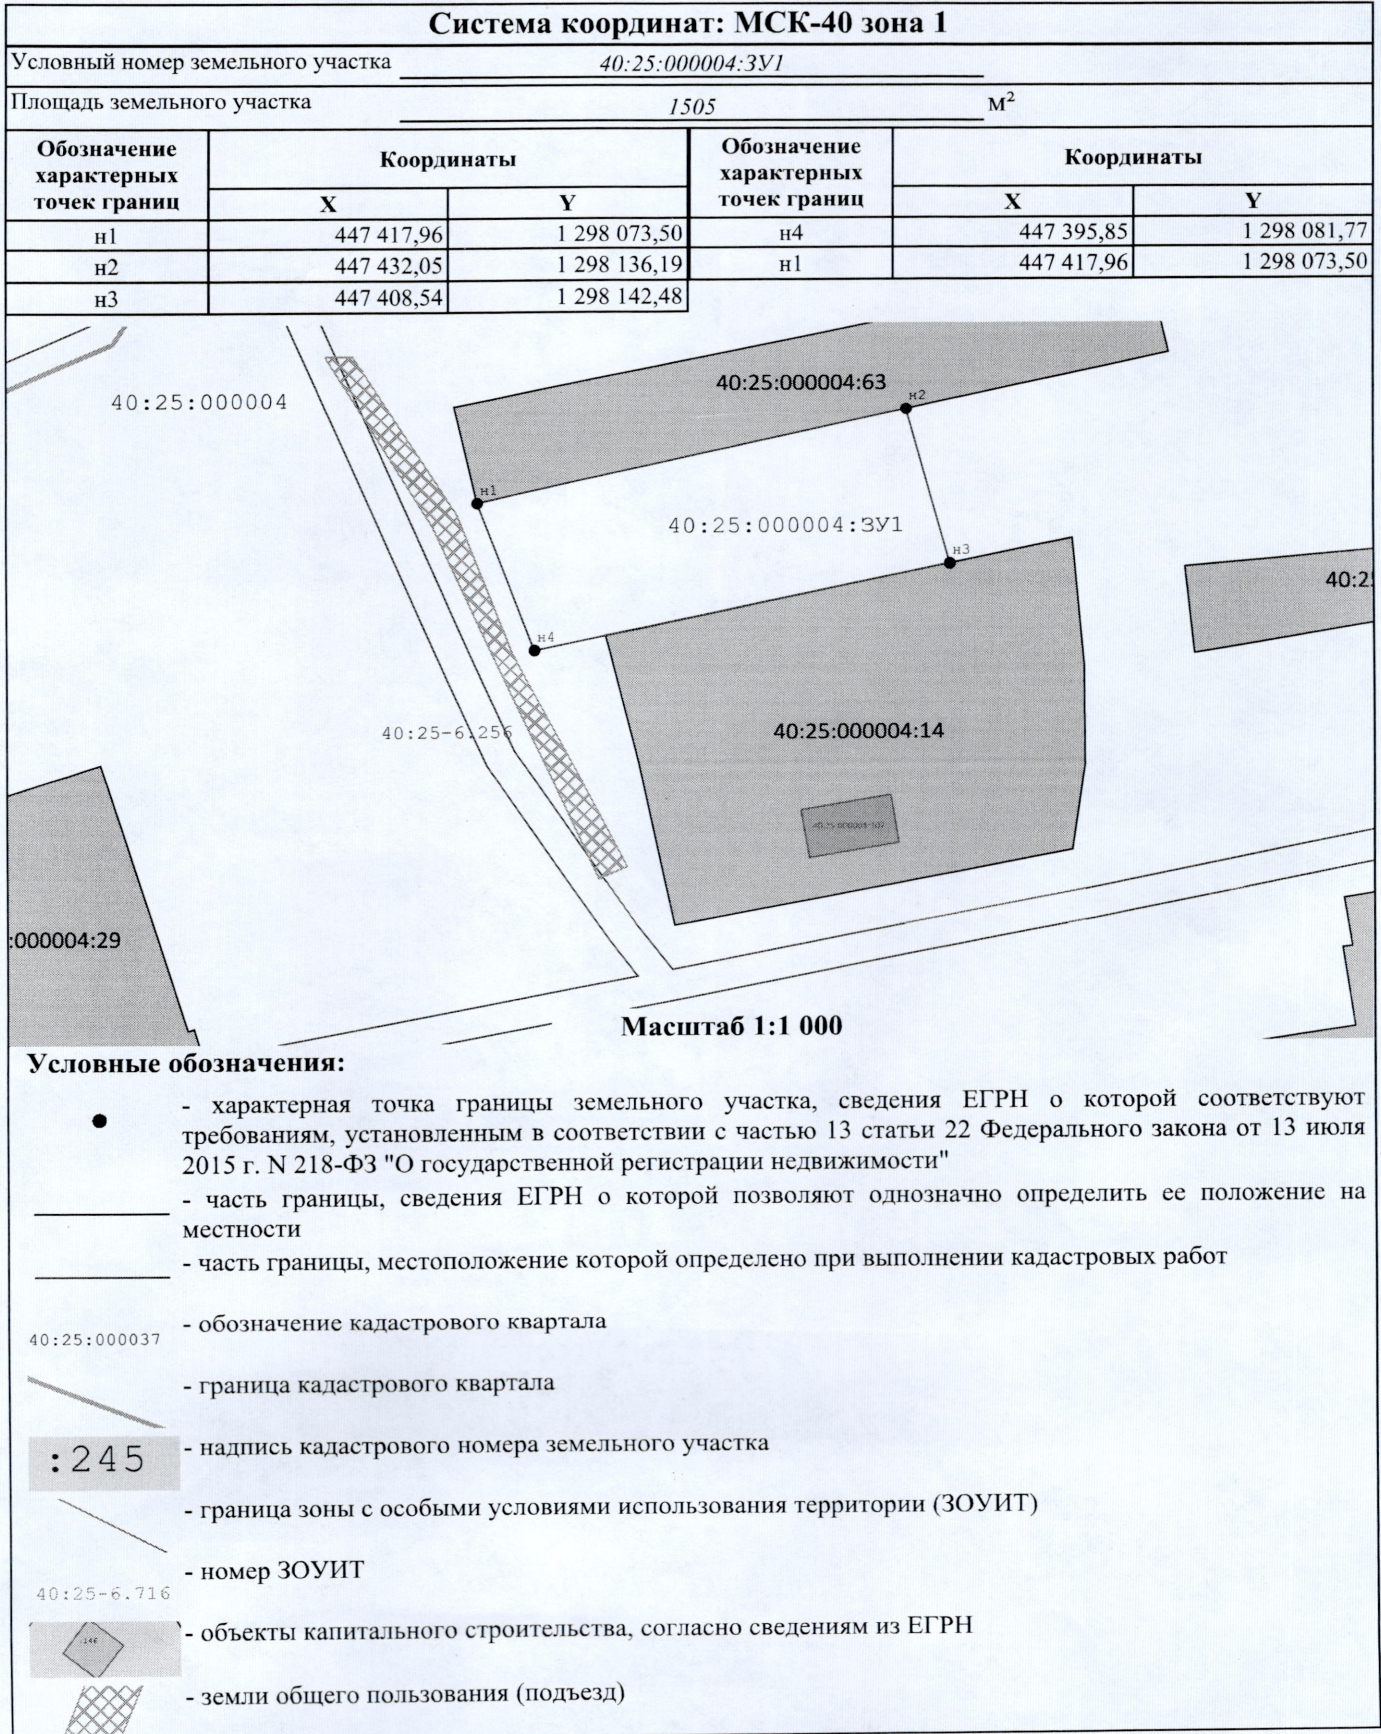 Система координат: МСК-40 зона 1
Условный номер земельного участка 40:25:000004:ЗУ1
Площадь земельного участка 1505 м²
Обозначение характерных точек границ Координаты Обозначение характерных точек границ Координаты
X Y X Y
н1 447 417,96 1 298 073,50 н4 447 395,85 1 298 081,77
н2 447 432,05 1 298 136,19 н1 447 417,96 1 298 073,50
н3 447 408,54 1 298 142,48
40:25:000004:63
40:25:000004
н2
н1
40:25:000004:ЗУ1
н3
40:2
н4
40:25-6.256
40:25:000004:14
:000004:29
Масштаб 1:1 000
Условные обозначения:
- характерная точка границы земельного участка, сведения ЕГРН о которой соответствуют
требованиям, установленным в соответствии с частью 13 статьи 22 Федерального закона от 13 июля
2015 г. N 218-ФЗ "О государственной регистрации недвижимости"
- часть границы, сведения ЕГРН о которой позволяют однозначно определить ее положение на
местности
- часть границы, местоположение которой определено при выполнении кадастровых работ
40:25:000037 - обозначение кадастрового квартала
- граница кадастрового квартала
:245 - надпись кадастрового номера земельного участка
- граница зоны с особыми условиями использования территории (ЗОУИТ)
40:25-6.716 - номер ЗОУИТ
:146 - объекты капитального строительства, согласно сведениям из ЕГРН
- земли общего пользования (подъезд)